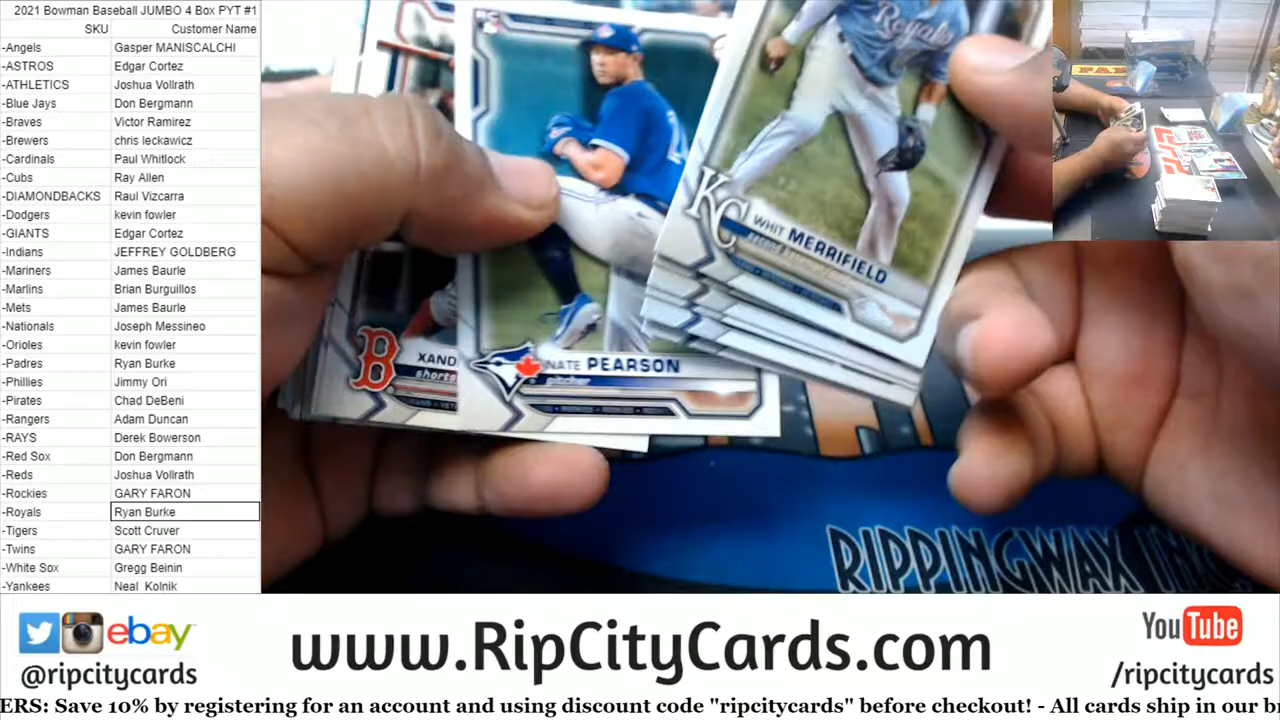 2021 Bowman Baseball JUMBO 4 Box PYT #1
SKU Customer Name
-Angels Gasper MANISCALCHI
-ASTROS Edgar Cortez
-ATHLETICS Joshua Vollrath
-Blue Jays Don Bergmann
-Braves Victor Ramirez
-Brewers chris leckawicz
-Cardinals Paul Whitlock
-Cubs Ray Allen
-DIAMONDBACKS Raul Vizcarra
-Dodgers kevin fowler
-GIANTS Edgar Cortez
-Indians JEFFREY GOLDBERG
-Mariners James Baurle
-Marlins Brian Burguillos
-Mets James Baurle
-Nationals Joseph Messineo
-Orioles kevin fowler
-Padres Ryan Burke
-Phillies Jimmy Ori
-Pirates Chad DeBeni
-Rangers Adam Duncan
-RAYS Derek Bowerson
-Red Sox Don Bergmann
-Reds Joshua Vollrath
-Rockies GARY FARON
-Royals Ryan Burke
-Tigers Scott Cruver
-Twins GARY FARON
-White Sox Gregg Beinin
-Yankees Neal Kolnik
Royals
KC WHIT MERRIFIELD
RC
NATE PEARSON
pitcher
B XAND
shorts
RIPPINGWAX
ebay
@ripcitycards
www.RipCityCards.com
YouTube
/ripcitycards
ERS: Save 10% by registering for an account and using discount code "ripcitycards" before checkout! - All cards ship in our b